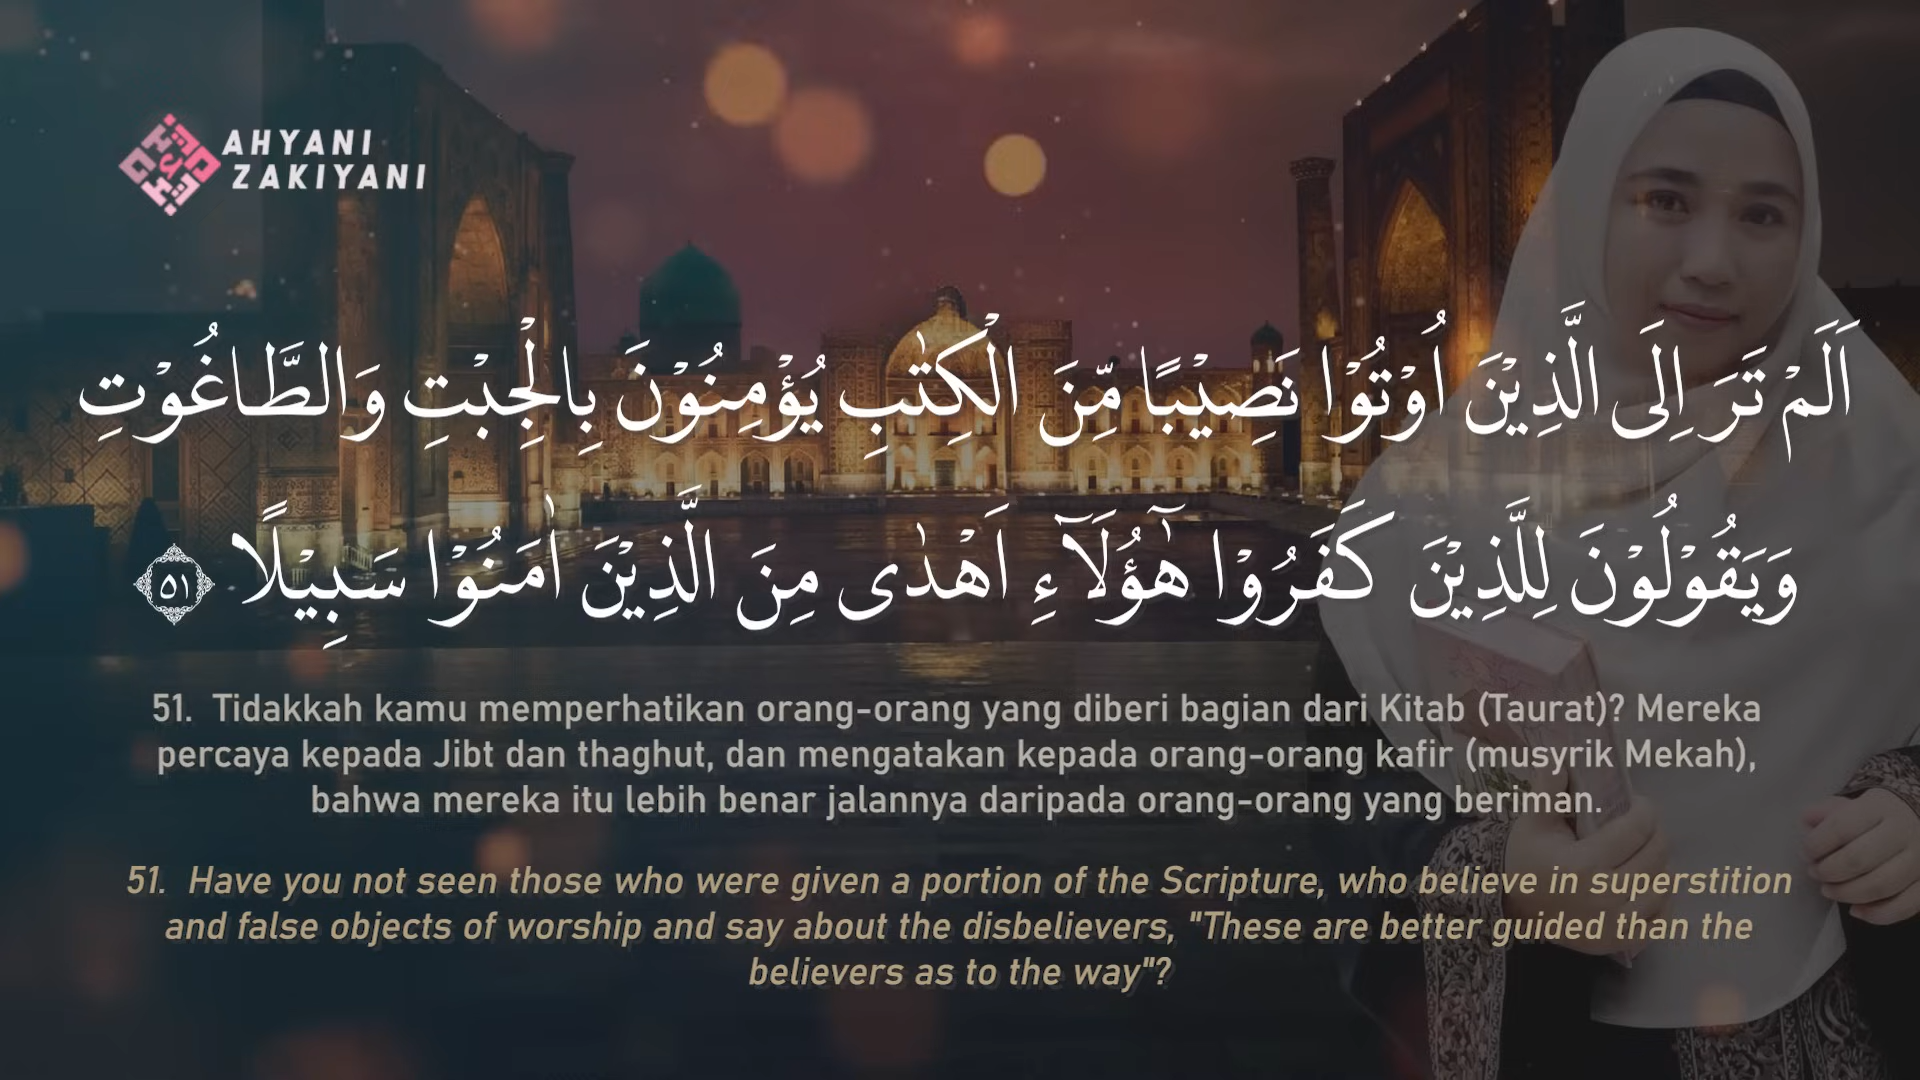 AHYANI
ZAKIYANI
اَلَمْ تَرَ اِلَى الَّذِيْنَ اُوْتُوْا نَصِيْبًا مِّنَ الْكِتٰبِ يُؤْمِنُوْنَ بِالْجِبْتِ وَالطَّاغُوْتِ
وَيَقُوْلُوْنَ لِلَّذِيْنَ كَفَرُوْا هٰٓؤُلَاۤءِ اَهْدٰى مِنَ الَّذِيْنَ اٰمَنُوْا سَبِيْلًا ٥١
51. Tidakkah kamu memperhatikan orang-orang yang diberi bagian dari Kitab (Taurat)? Mereka
percaya kepada Jibt dan thaghut, dan mengatakan kepada orang-orang kafir (musyrik Mekah),
bahwa mereka itu lebih benar jalannya daripada orang-orang yang beriman.
51. Have you not seen those who were given a portion of the Scripture, who believe in superstition
and false objects of worship and say about the disbelievers, "These are better guided than the
believers as to the way"?